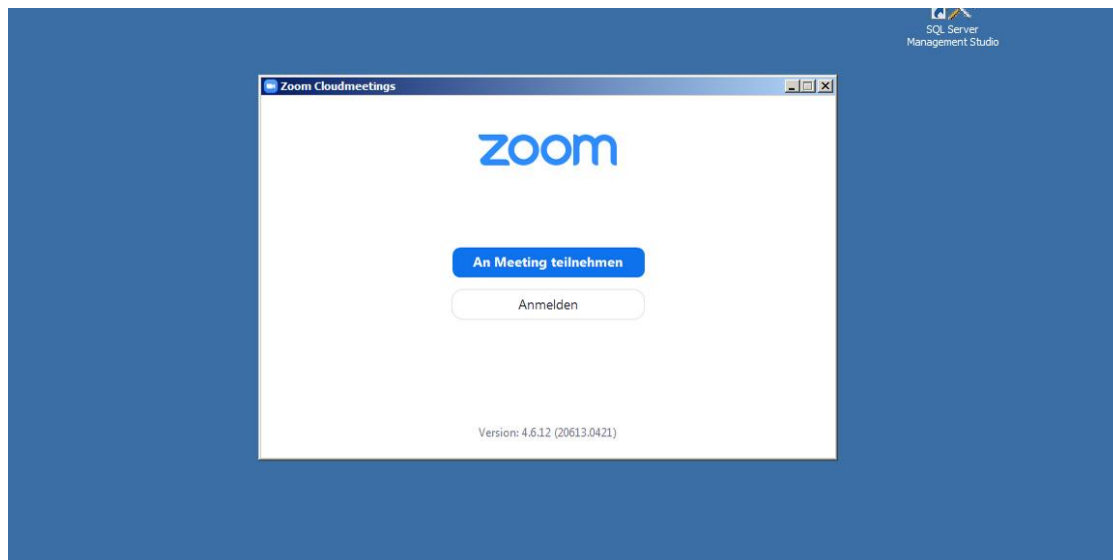 SQL Server
Management Studio
Zoom Cloudmeetings
zoom
An Meeting teilnehmen
Anmelden
Version: 4.6.12 (20613.0421)